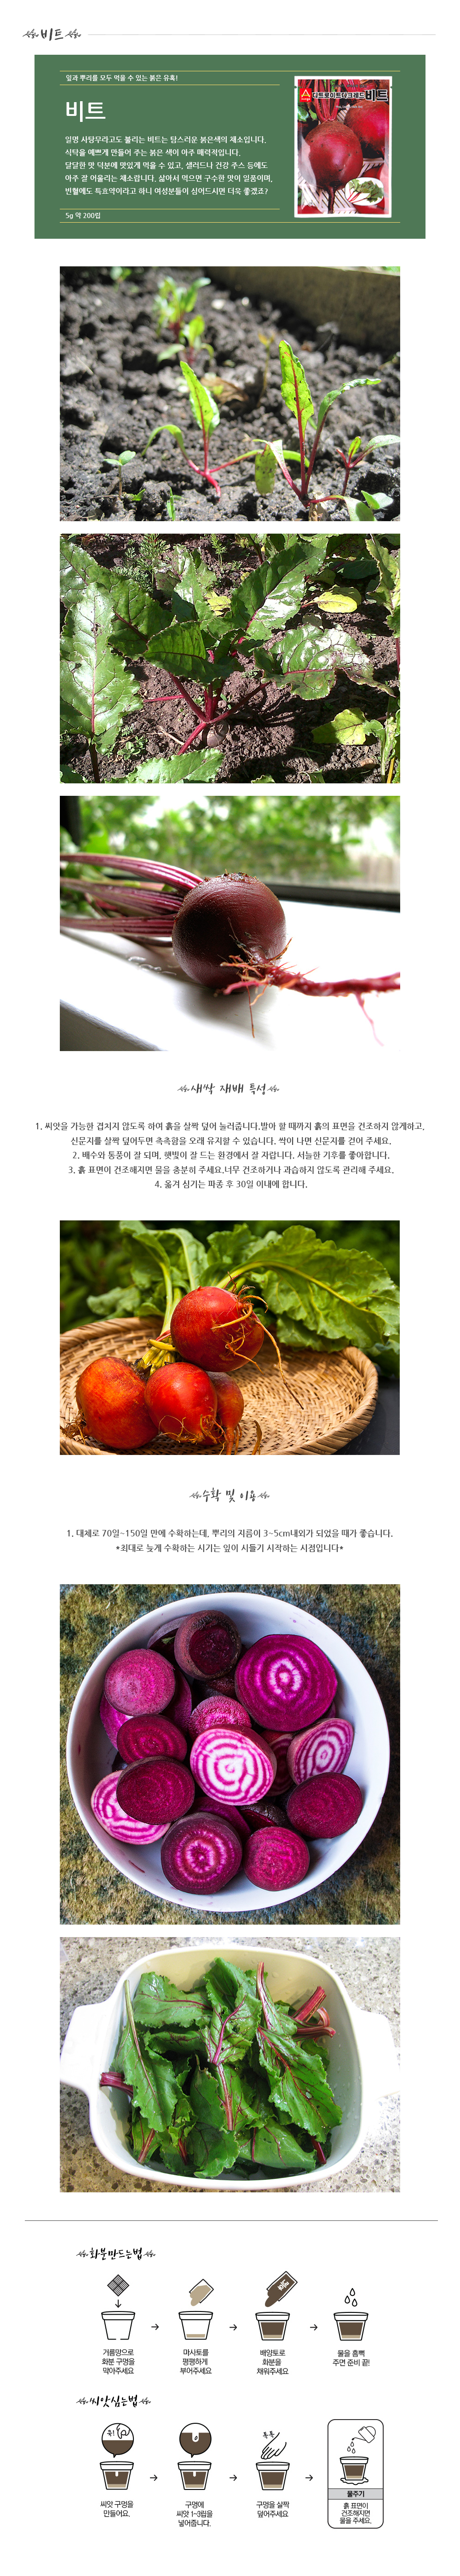 비트
잎과 뿌리를 모두 먹을 수 있는 붉은 유혹!
비트
일명 사탕무라고도 불리는 비트는 탐스러운 붉은색의 채소입니다.
식탁을 예쁘게 만들어 주는 붉은 색이 아주 매력적입니다.
달달한 맛 덕분에 맛있게 먹을 수 있고, 샐러드나 건강 주스 등에도
아주 잘 어울리는 채소랍니다. 삶아서 먹으면 구수한 맛이 일품이며,
빈혈에도 특효약이라고 하니 여성분들이 심어드시면 더욱 좋겠죠?
5g 약 200립
디트로이트다크레드비트
새싹 재배 특성
1. 씨앗을 가능한 겹치지 않도록 하여 흙을 살짝 덮어 눌러줍니다.발아 할 때까지 흙의 표면을 건조하지 않게하고,
신문지를 살짝 덮어두면 촉촉함을 오래 유지할 수 있습니다. 싹이 나면 신문지를 걷어 주세요.
2. 배수와 통풍이 잘 되며, 햇빛이 잘 드는 환경에서 잘 자랍니다. 서늘한 기후를 좋아합니다.
3. 흙 표면이 건조해지면 물을 충분히 주세요.너무 건조하거나 과습하지 않도록 관리해 주세요.
4. 옮겨 심기는 파종 후 30일 이내에 합니다.
수확 및 이용
1. 대체로 70일~150일 만에 수확하는데, 뿌리의 지름이 3~5cm내외가 되었을 때가 좋습니다.
*최대로 늦게 수확하는 시기는 잎이 시들기 시작하는 시점입니다*
화분만드는법
거름망으로
화분 구멍을
막아주세요
마사토를
평평하게
부어주세요
배양토로
화분을
채워주세요
물을 흠뻑
주면 준비 끝!
씨앗심는법
씨앗 구멍을
만들어요.
구멍에
씨앗 1~3립을
넣어줍니다.
톡톡
구멍을 살짝
덮어주세요
물주기
흙 표면이
건조해지면
물을 주세요.